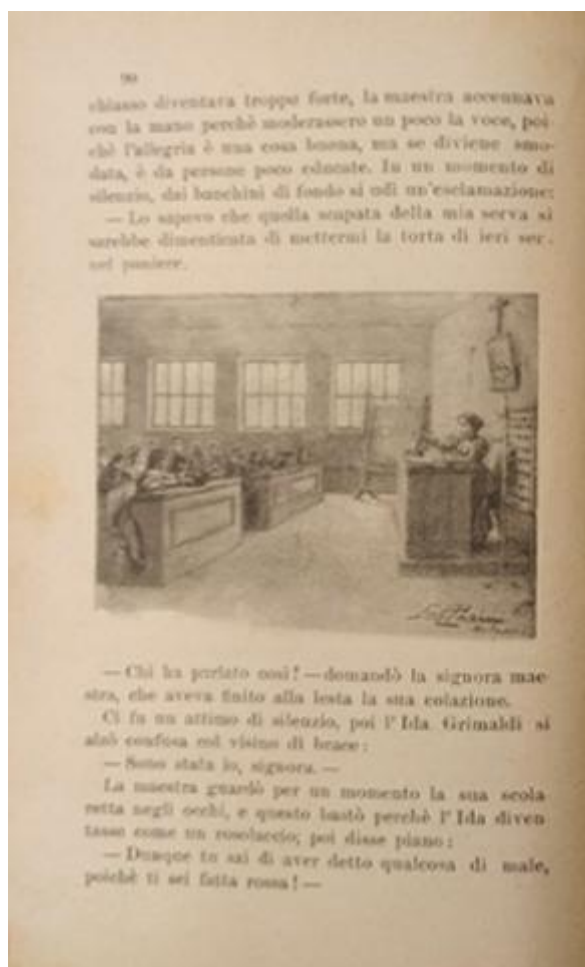 90
chiasso diventava troppo forte, la maestra accennava
con la mano perchè moderassero un poco la voce, poi-
chè l'allegria è una cosa buona, ma se diviene smo-
data, è da persone poco educate. In un momento di
silenzio, dai banchini di fondo si udì un'esclamazione:
— Lo sapevo che quella scapata della mia serva si
sarebbe dimenticata di mettermi la torta di ieri ser.
nel paniere.
— Chi ha parlato così? — domandò la signora mae-
stra, che aveva finito alla lesta la sua colazione.
Ci fu un attimo di silenzio, poi l'Ida Grimaldi si
alzò confusa col visino di brace:
— Sono stata io, signora. —
La maestra guardò per un momento la sua scola
retta negli occhi, e questo bastò perchè l'Ida diven
tasse come un rosolaccio; poi disse piano:
— Dunque tu sai di aver detto qualcosa di male,
poichè ti sei fatta rossa! —